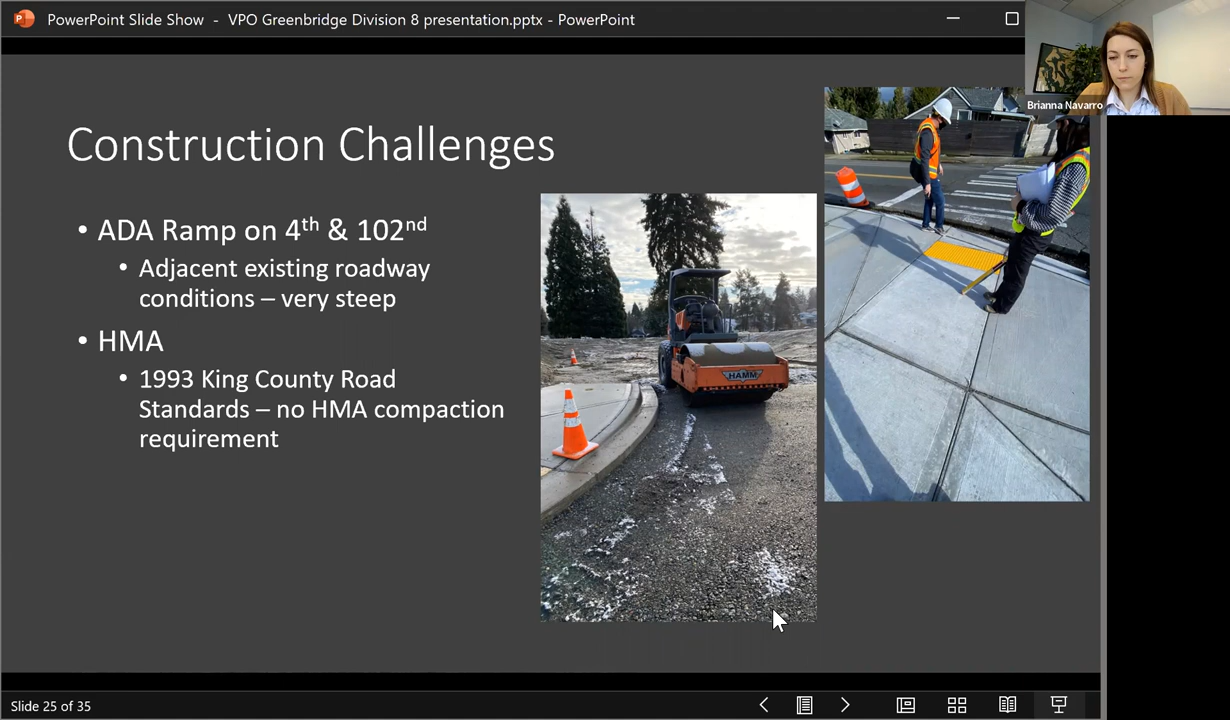 PowerPoint Slide Show - VPO Greenbridge Division 8 presentation.pptx - PowerPoint
Brianna Navarro
Construction Challenges
• ADA Ramp on 4th & 102nd
• Adjacent existing roadway
conditions – very steep
• HMA
• 1993 King County Road
Standards – no HMA compaction
requirement
HAMM
Slide 25 of 35